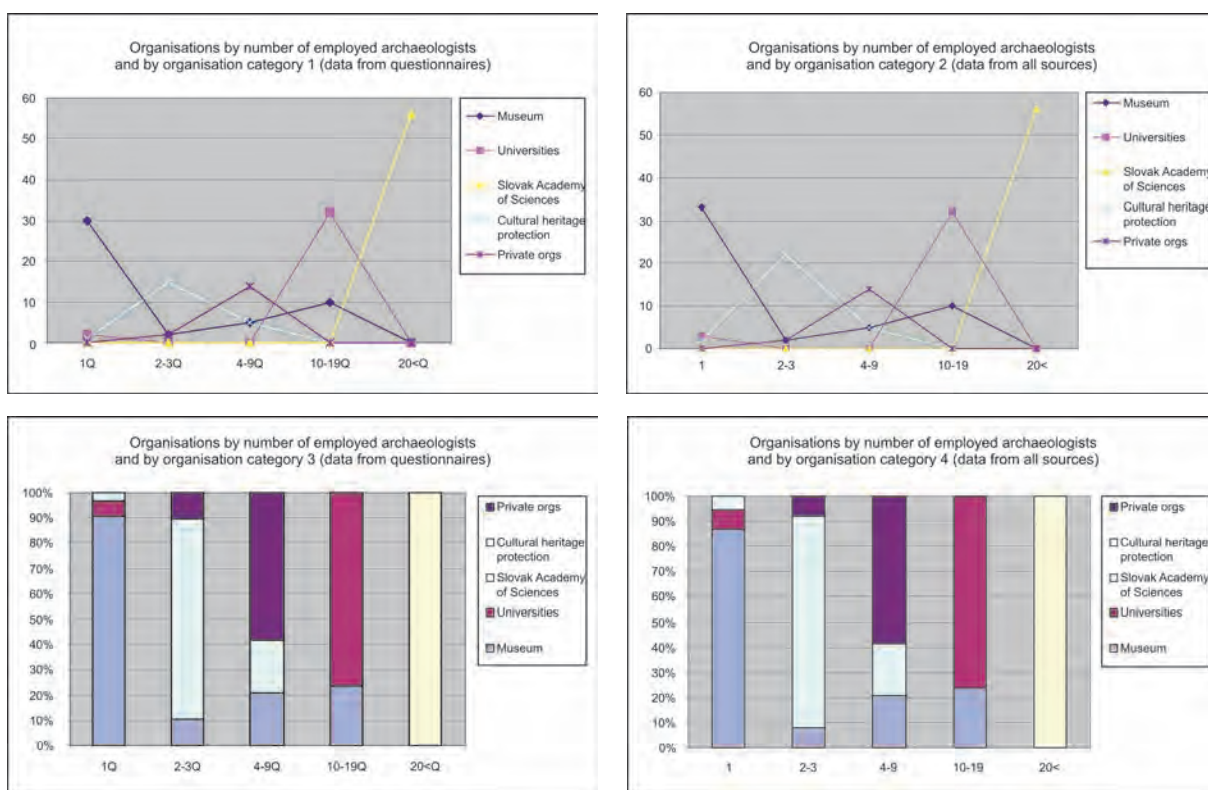 Organisations by number of employed archaeologists
and by organisation category 1 (data from questionnaires)
60
50
40
30
20
10
0
1Q
2-3Q
4-9Q
10-19Q
20<Q
Museum
Universities
Slovak Academy
of Sciences
Cultural heritage
protection
Private orgs
Organisations by number of employed archaeologists
and by organisation category 2 (data from all sources)
60
50
40
30
20
10
0
1
2-3
4-9
10-19
20<
Museum
Universities
Slovak Academy
of Sciences
Cultural heritage
protection
Private orgs
Organisations by number of employed archaeologists
and by organisation category 3 (data from questionnaires)
100%
90%
80%
70%
60%
50%
40%
30%
20%
10%
0%
1Q
2-3Q
4-9Q
10-19Q
20<Q
Private orgs
Cultural heritage
protection
Slovak Academy
of Sciences
Universities
Museum
Organisations by number of employed archaeologists
and by organisation category 4 (data from all sources)
100%
90%
80%
70%
60%
50%
40%
30%
20%
10%
0%
1
2-3
4-9
10-19
20<
Private orgs
Cultural heritage
protection
Slovak Academy
of Sciences
Universities
Museum